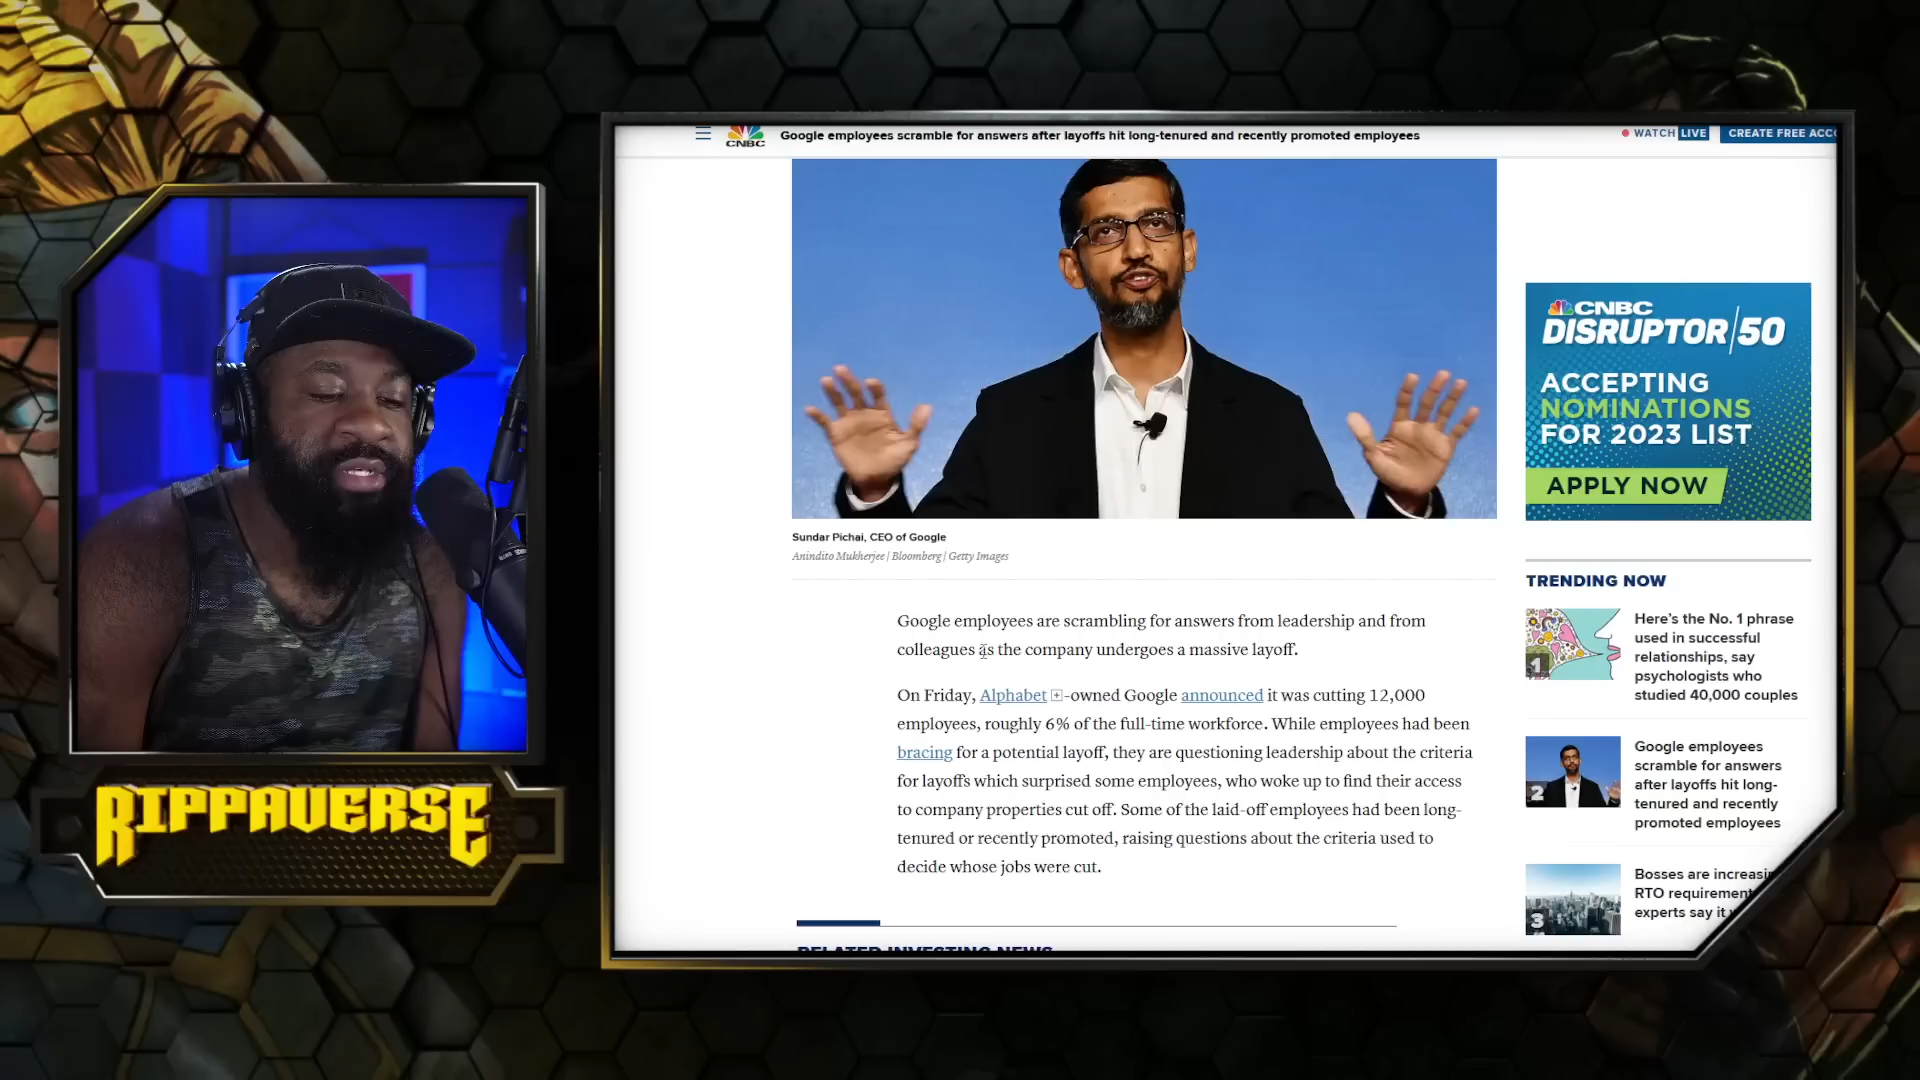 CNBC
Google employees scramble for answers after layoffs hit long-tenured and recently promoted employees
WATCH LIVE
CREATE FREE ACCO
Sundar Pichai, CEO of Google
Anindito Mukherjee | Bloomberg | Getty Images
Google employees are scrambling for answers from leadership and from
colleagues as the company undergoes a massive layoff.
On Friday, Alphabet -owned Google announced it was cutting 12,000
employees, roughly 6% of the full-time workforce. While employees had been
bracing for a potential layoff, they are questioning leadership about the criteria
for layoffs which surprised some employees, who woke up to find their access
to company properties cut off. Some of the laid-off employees had been long-
tenured or recently promoted, raising questions about the criteria used to
decide whose jobs were cut.
RELATED INVESTING NEWS
CNBC
DISRUPTOR/50
ACCEPTING
NOMINATIONS
FOR 2023 LIST
APPLY NOW
TRENDING NOW
1
Here's the No. 1 phrase
used in successful
relationships, say
psychologists who
studied 40,000 couples
2
Google employees
scramble for answers
after layoffs hit long-
tenured and recently
promoted employees
3
Bosses are increasin
RTO requirement
experts say it
RIPPAVERSE